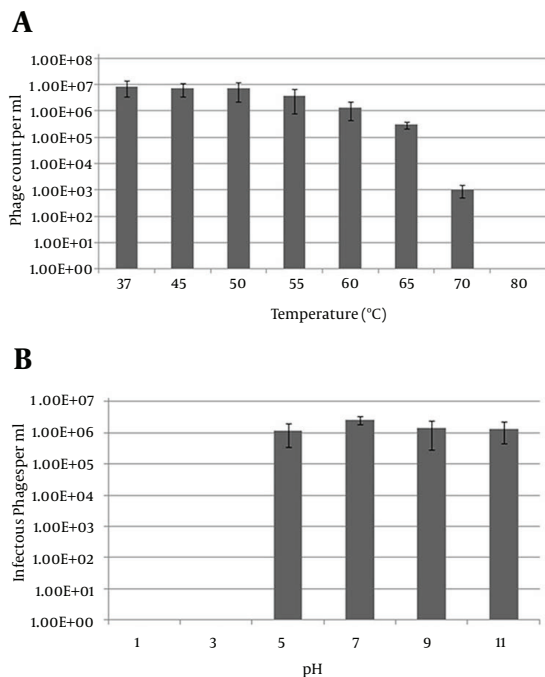 A
1.00E+08
1.00E+07
1.00E+06
1.00E+05
1.00E+04
1.00E+03
1.00E+02
1.00E+01
1.00E+00
Phage count per ml
37 45 50 55 60 65 70 80
Temperature (°C)
B
1.00E+07
1.00E+06
1.00E+05
1.00E+04
1.00E+03
1.00E+02
1.00E+01
1.00E+00
Infectous Phagesper ml
1 3 5 7 9 11
pH